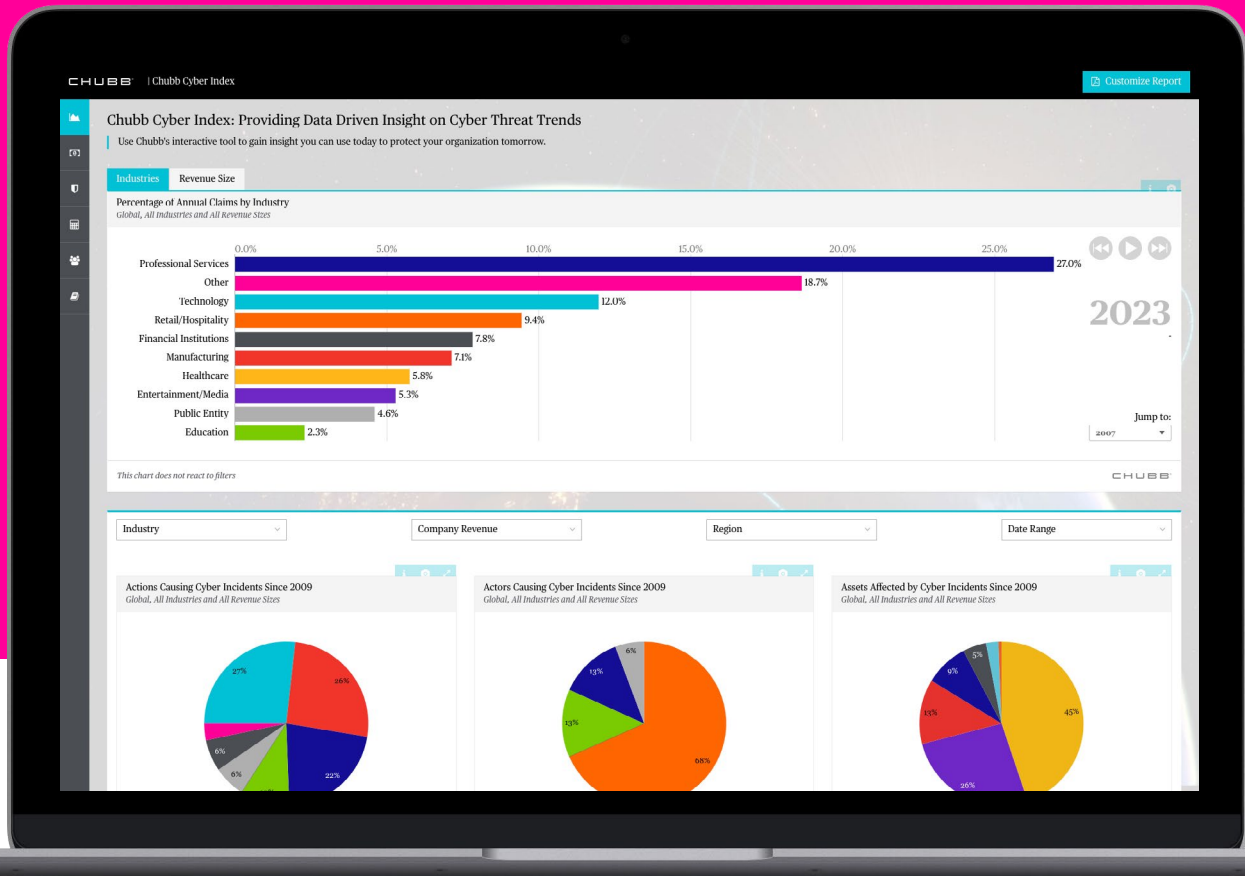 CHUBB | Chubb Cyber Index
Customize Report
Chubb Cyber Index: Providing Data Driven Insight on Cyber Threat Trends
Use Chubb's interactive tool to gain insight you can use today to protect your organization tomorrow.
Industries Revenue Size
Percentage of Annual Claims by Industry
Global, All Industries and All Revenue Sizes
0.0% 5.0% 10.0% 15.0% 20.0% 25.0%
Professional Services 27.0%
Other 18.7%
Technology 12.0%
Retail/Hospitality 9.4%
Financial Institutions 7.8%
Manufacturing 7.1%
Healthcare 5.8%
Entertainment/Media 5.3%
Public Entity 4.6%
Education 2.3%
2023
Jump to:
2007
This chart does not react to filters
CHUBB
Industry Company Revenue Region Date Range
Actions Causing Cyber Incidents Since 2009
Global, All Industries and All Revenue Sizes
27%
26%
6%
6%
22%
Actors Causing Cyber Incidents Since 2009
Global, All Industries and All Revenue Sizes
6%
13%
13%
68%
Assets Affected by Cyber Incidents Since 2009
Global, All Industries and All Revenue Sizes
5%
9%
13%
45%
26%